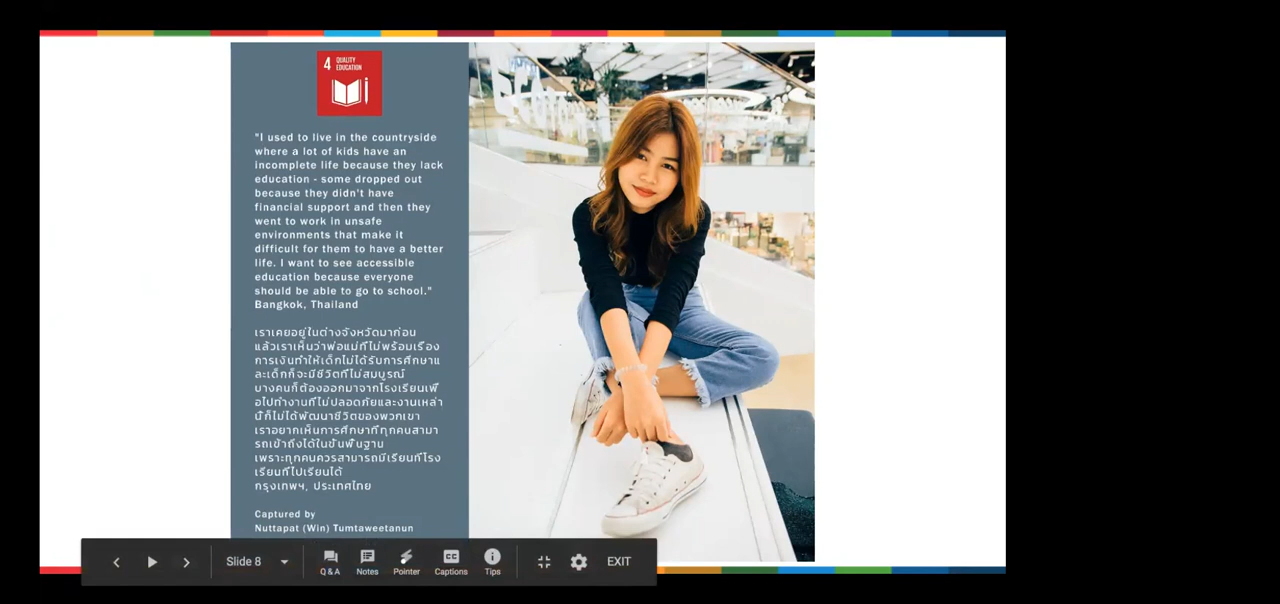 4 QUALITY
EDUCATION
"I used to live in the countryside
where a lot of kids have an
incomplete life because they lack
education - some dropped out
because they didn't have
financial support and then they
went to work in unsafe
environments that make it
difficult for them to have a better
life. I want to see accessible
education because everyone
should be able to go to school."
Bangkok, Thailand
เราเคยอยู่ในต่างจังหวัดมาก่อน
แล้วเราเห็นว่าพ่อแม่ที่ไม่พร้อมเรื่อง
การเงินทำให้เด็กไม่ได้รับการศึกษาแ
ละเด็กก็จะมีชีวิตที่ไม่สมบูรณ์
บางคนก็ต้องออกมาจากโรงเรียนเพื่
อไปทำงานที่ไม่ปลอดภัยและงานเหล่า
นี้ก็ไม่ได้พัฒนาชีวิตของพวกเขา
เราอยากเห็นการศึกษาที่ทุกคนสามา
รถเข้าถึงได้ในขั้นพื้นฐาน
เพราะทุกคนควรสามารถมีเรียนที่โรง
เรียนที่ไปเรียนได้
กรุงเทพฯ, ประเทศไทย
Captured by
Nuttapat (Win) Tumtaweetanun
Slide 8
Q & A
Notes
Pointer
CC
Captions
Tips
EXIT